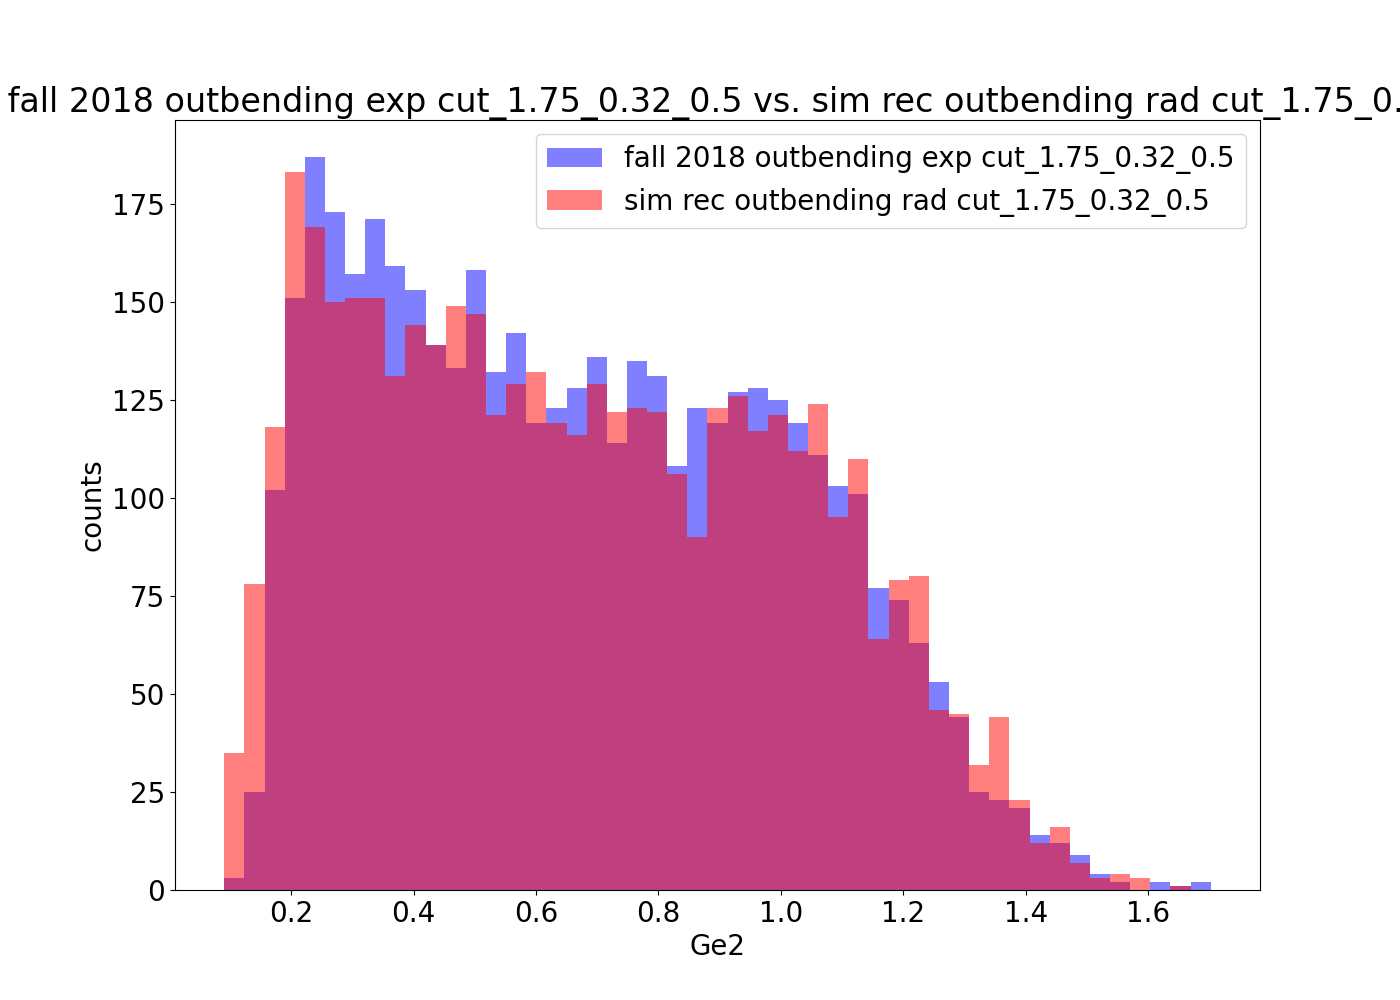 fall 2018 outbending exp cut_1.75_0.32_0.5 vs. sim rec outbending rad cut_1.75_0.
fall 2018 outbending exp cut_1.75_0.32_0.5
sim rec outbending rad cut_1.75_0.32_0.5
175
150
125
100
75
50
25
0
counts
0.2 0.4 0.6 0.8 1.0 1.2 1.4 1.6
Ge2